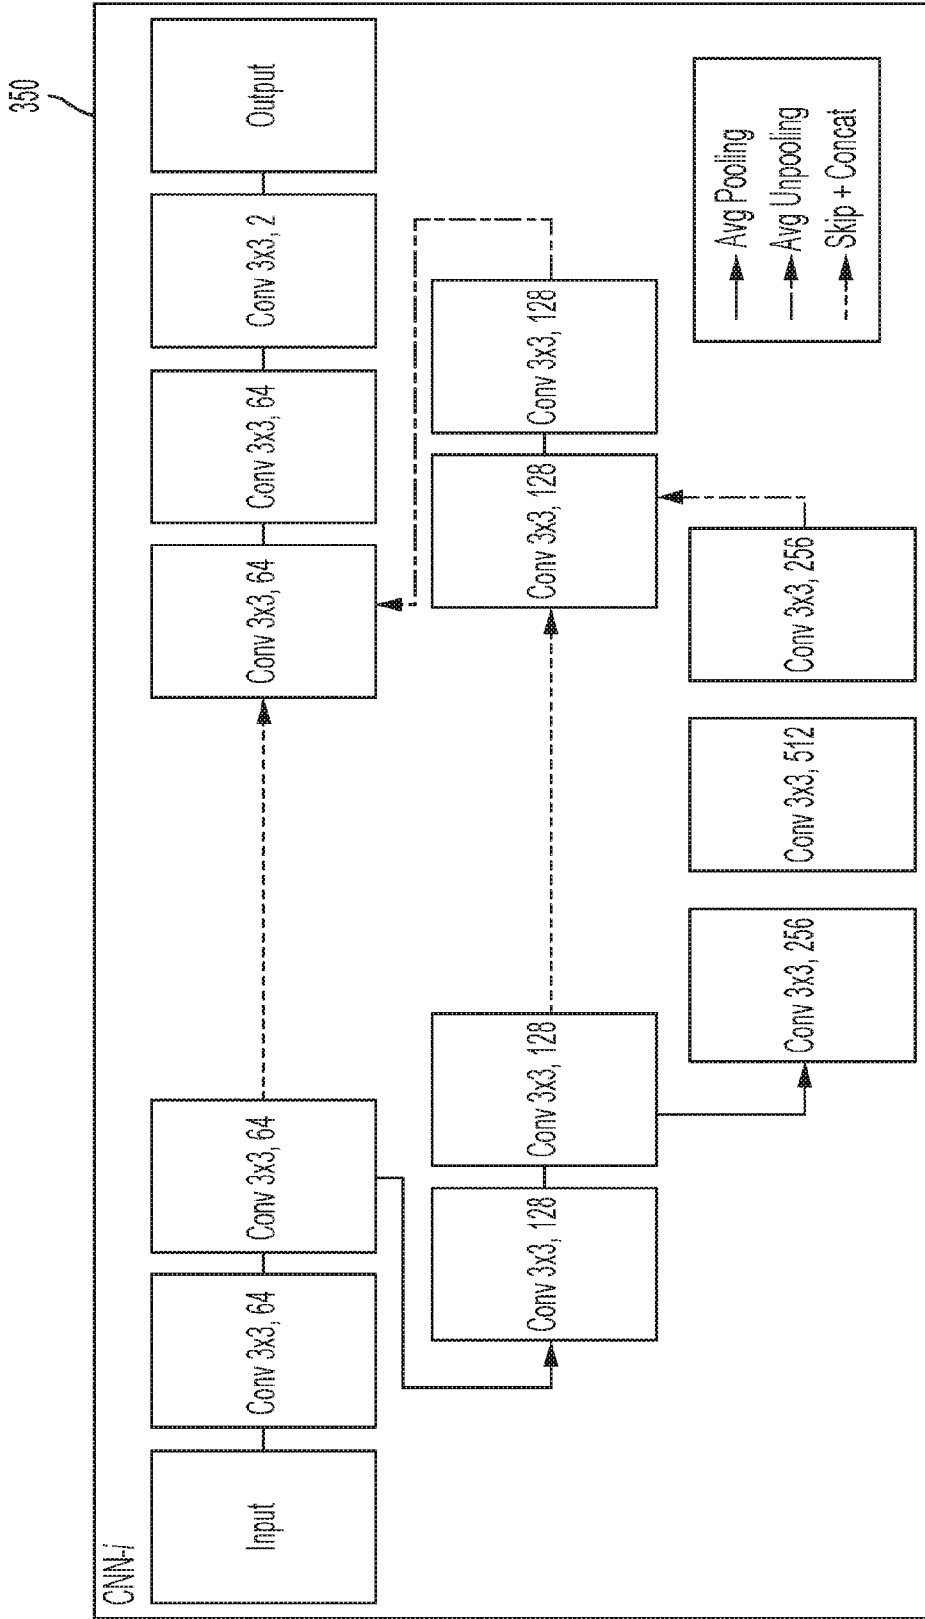 350
CNN-i
Input
Conv 3x3, 64
Conv 3x3, 64
Conv 3x3, 64
Conv 3x3, 64
Conv 3x3, 2
Output
Conv 3x3, 128
Conv 3x3, 128
Conv 3x3, 128
Conv 3x3, 128
Conv 3x3, 256
Conv 3x3, 512
Conv 3x3, 256
Avg Pooling
Avg Unpooling
Skip + Concat